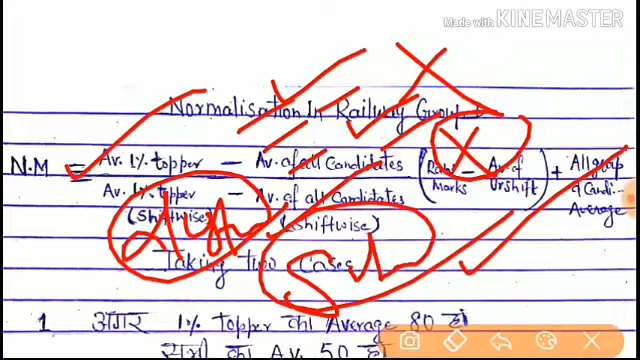 Made with KINEMASTER
Normalisation In Railway Group D
N.M = Av. 1% topper – Av. of all Candidates
Av. 1% topper – Av. of all Candidates (Raw Marks – Av. of Ur shift) + All group of Candi.. Average
(Shiftwise) (Shiftwise)
Taking two Cases
1 अगर 1% Topper का Average 80 हो
सभी का Av. 50 हो